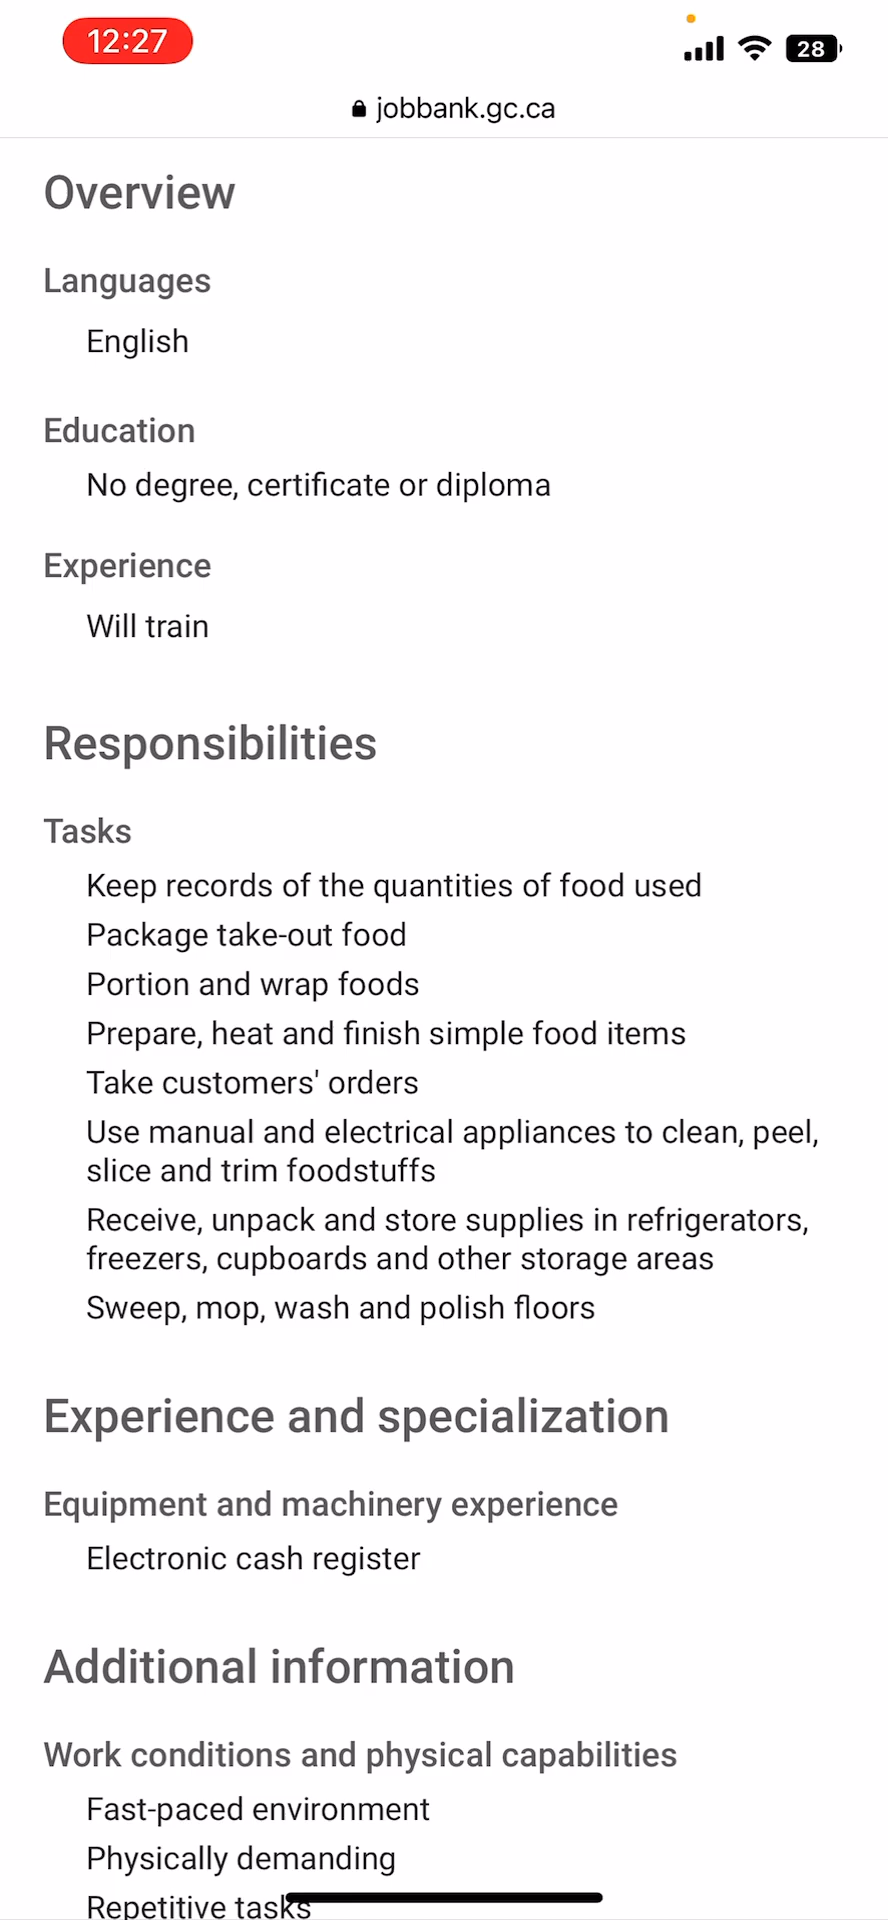 12:27
28
jobbank.gc.ca
Overview
Languages
English
Education
No degree, certificate or diploma
Experience
Will train
Responsibilities
Tasks
Keep records of the quantities of food used
Package take-out food
Portion and wrap foods
Prepare, heat and finish simple food items
Take customers' orders
Use manual and electrical appliances to clean, peel,
slice and trim foodstuffs
Receive, unpack and store supplies in refrigerators,
freezers, cupboards and other storage areas
Sweep, mop, wash and polish floors
Experience and specialization
Equipment and machinery experience
Electronic cash register
Additional information
Work conditions and physical capabilities
Fast-paced environment
Physically demanding
Repetitive tasks